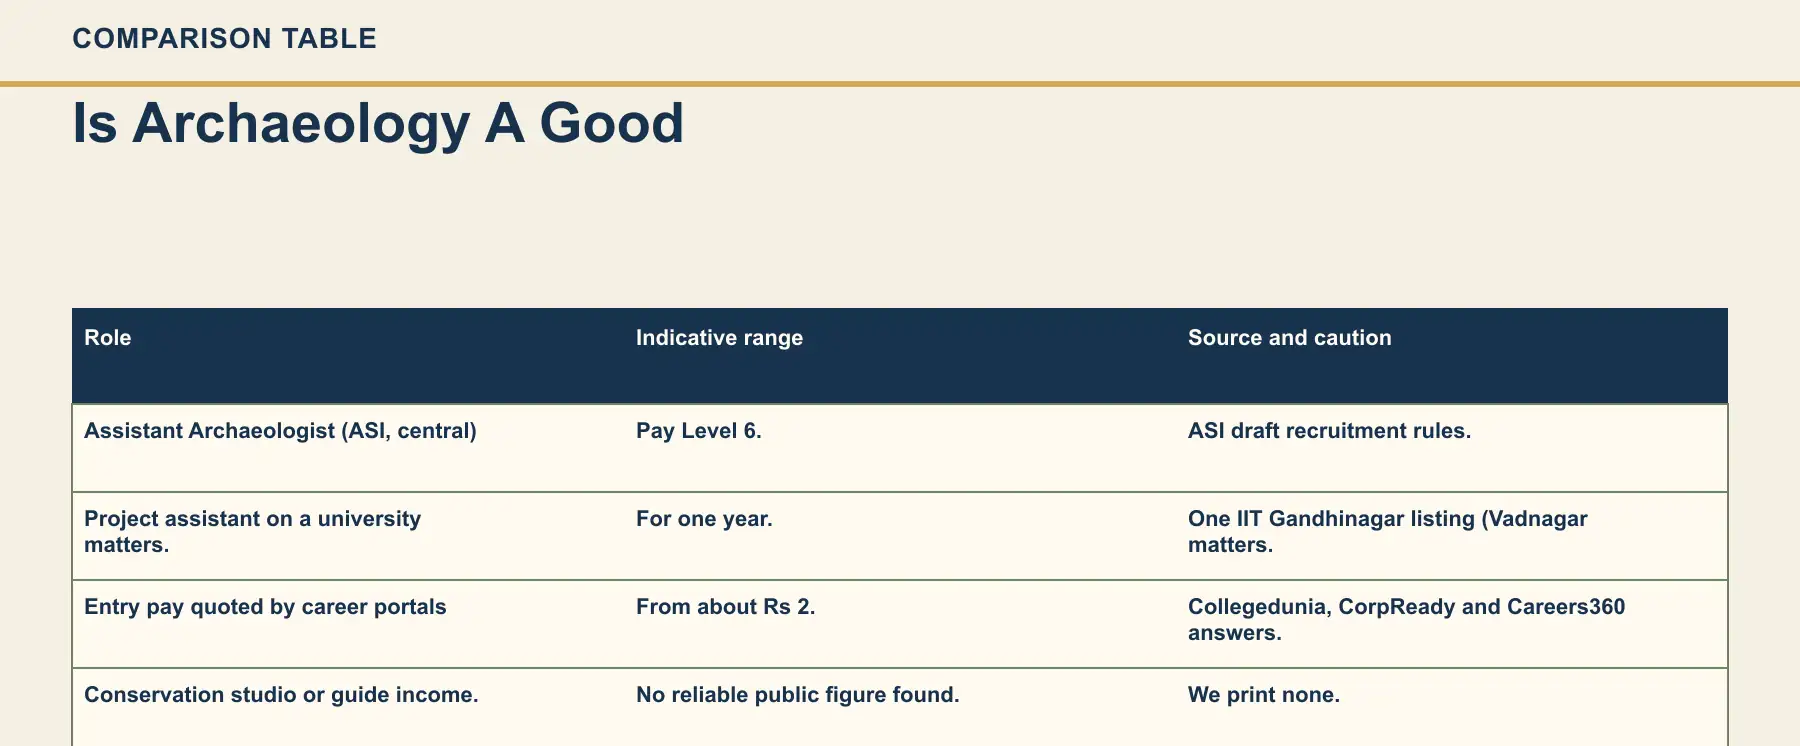 COMPARISON TABLE
Is Archaeology A Good
Role
Indicative range
Source and caution
Assistant Archaeologist (ASI, central)
Pay Level 6.
ASI draft recruitment rules.
Project assistant on a university
matters.
For one year.
One IIT Gandhinagar listing (Vadnagar
matters.
Entry pay quoted by career portals
From about Rs 2.
Collegedunia, CorpReady and Careers360
answers.
Conservation studio or guide income.
No reliable public figure found.
We print none.